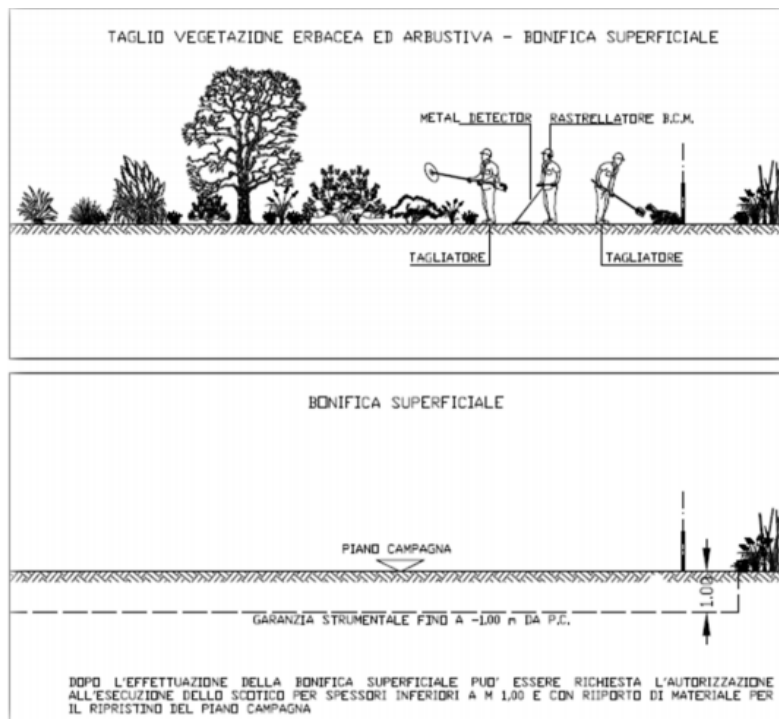 TAGLIO VEGETAZIONE ERBACEA ED ARBUSTIVA - BONIFICA SUPERFICIALE
METAL DETECTOR RASTRELLATORE B.C.M.
TAGLIATORE TAGLIATORE
BONIFICA SUPERFICIALE
PIANO CAMPAGNA
1.00
GARANZIA STRUMENTALE FINO A -1.00 m DA P.C.
DOPO L'EFFETTUAZIONE DELLA BONIFICA SUPERFICIALE PUO' ESSERE RICHIESTA L'AUTORIZZAZIONE
ALL'ESECUZIONE DELLO SCOTICO PER SPESSORI INFERIORI A M 1,00 E CON RIIPORTO DI MATERIALE PER
IL RIPRISTINO DEL PIANO CAMPAGNA